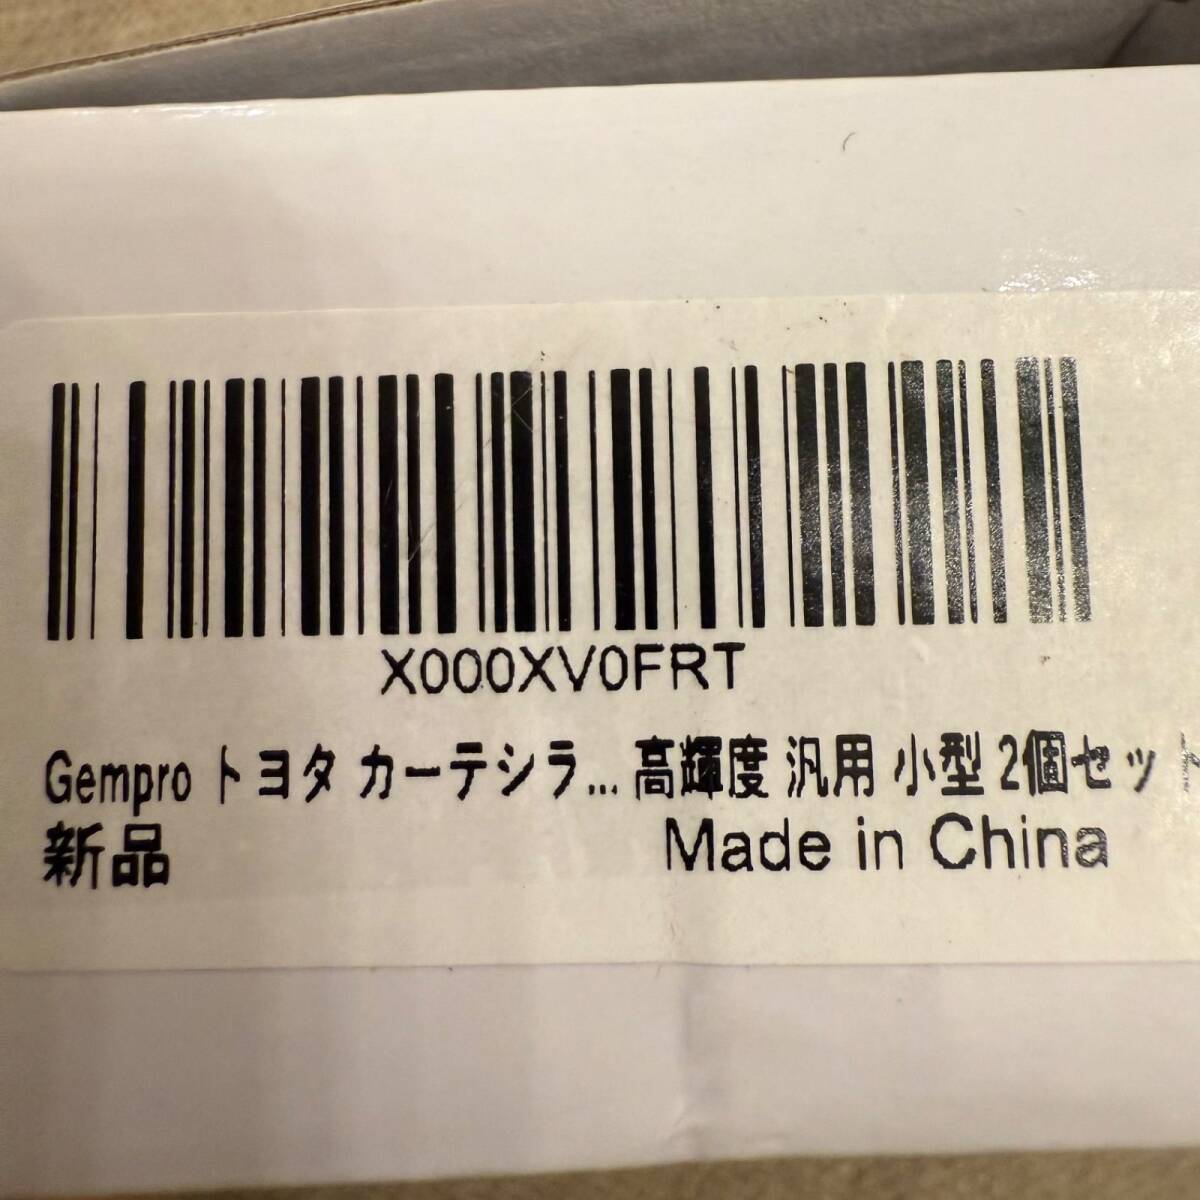 X000XV0FRT
Gempro トヨタ カーテシラ... 高輝度 汎用 小型 2個セット
新品 Made in China